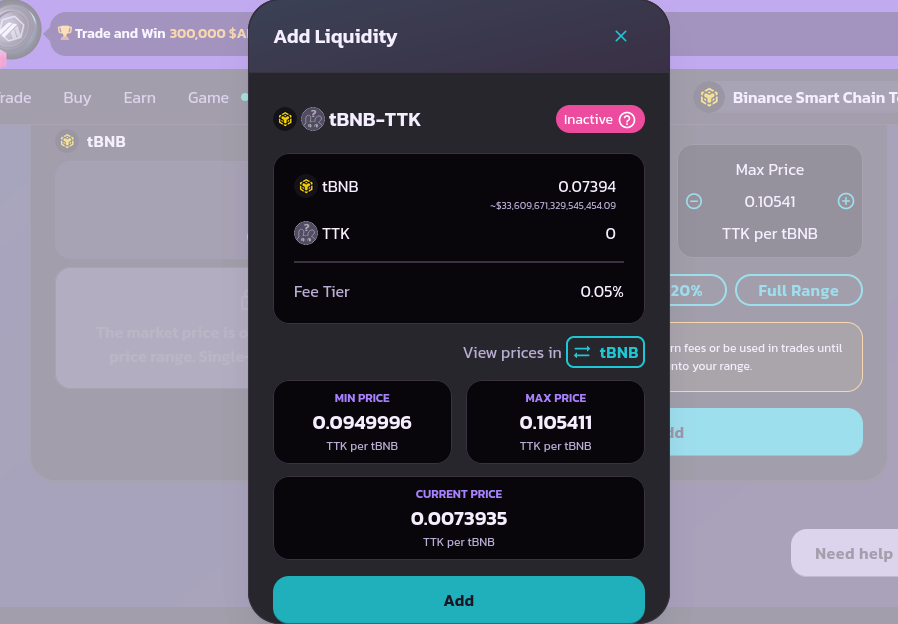 Trade and Win 300,000 $A
Add Liquidity
rade
Buy
Earn
Game
Binance Smart Chain T
tBNB
tBNB-TTK
Inactive
tBNB
0.07394
~$33,609,671,329,545,454.09
TTK
0
Fee Tier
0.05%
The market price is o
price range. Single-
Max Price
0.10541
TTK per tBNB
20%
Full Range
rn fees or be used in trades until
nto your range.
View prices in
tBNB
MIN PRICE
0.0949996
TTK per tBNB
MAX PRICE
0.105411
TTK per tBNB
CURRENT PRICE
0.0073935
TTK per tBNB
dd
Need help
Add